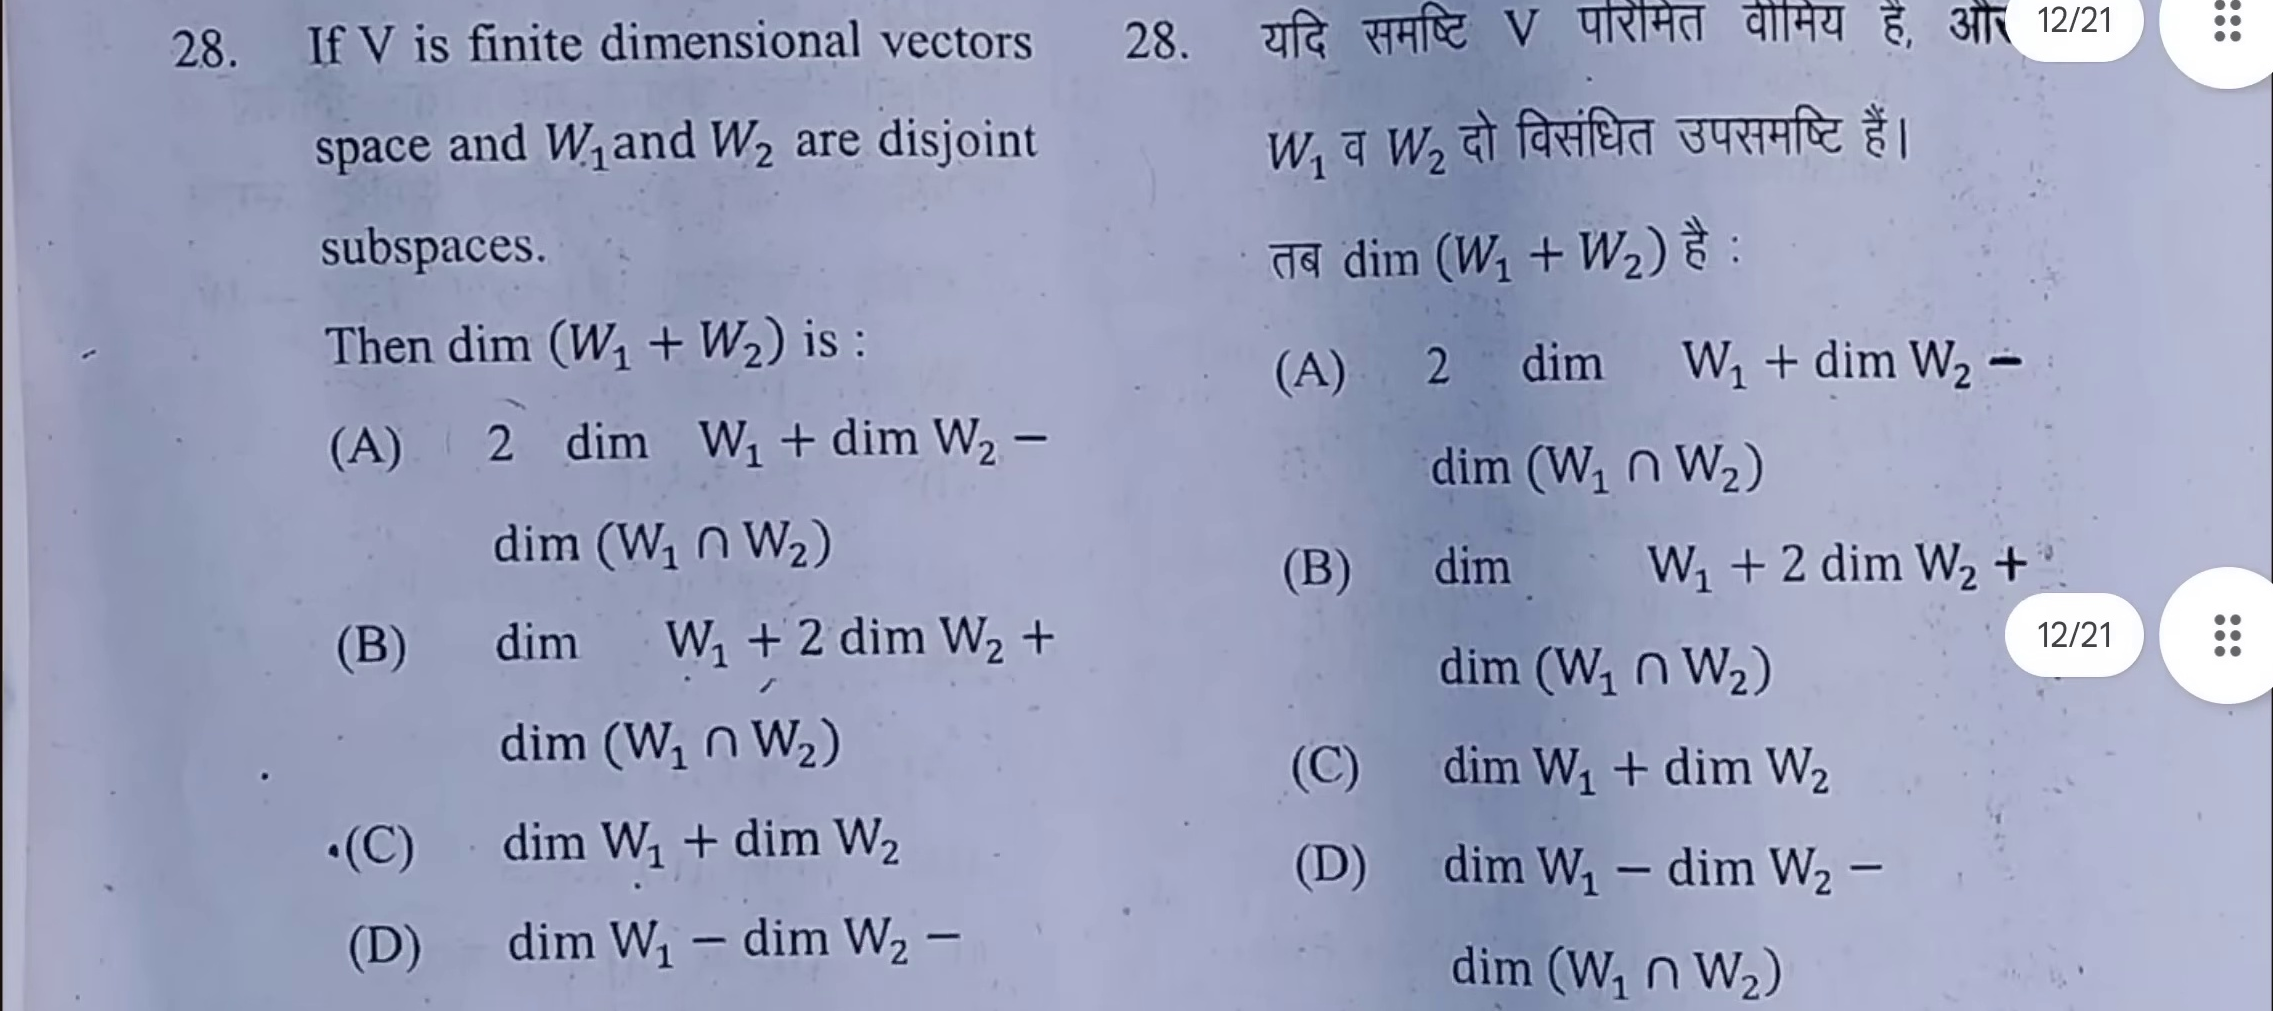 28. If V is finite dimensional vectors
space and W₁and W₂ are disjoint
subspaces.
Then dim (W₁ + W₂) is :
(A) 2 dim W₁ + dim W₂ −
dim (W₁ ∩ W₂)
(B) dim W₁ + 2 dim W₂ +
dim (W₁ ∩ W₂)
(C) dim W₁ + dim W₂
(D) dim W₁ − dim W₂ −
28. यदि समष्टि V परिमित वीमिय है, और
W₁ व W₂ दो विसंधित उपसमष्टि हैं।
तब dim (W₁ + W₂) है :
(A) 2 dim W₁ + dim W₂ −
dim (W₁ ∩ W₂)
(B) dim W₁ + 2 dim W₂ +
dim (W₁ ∩ W₂)
(C) dim W₁ + dim W₂
(D) dim W₁ − dim W₂ −
dim (W₁ ∩ W₂)
12/21
12/21